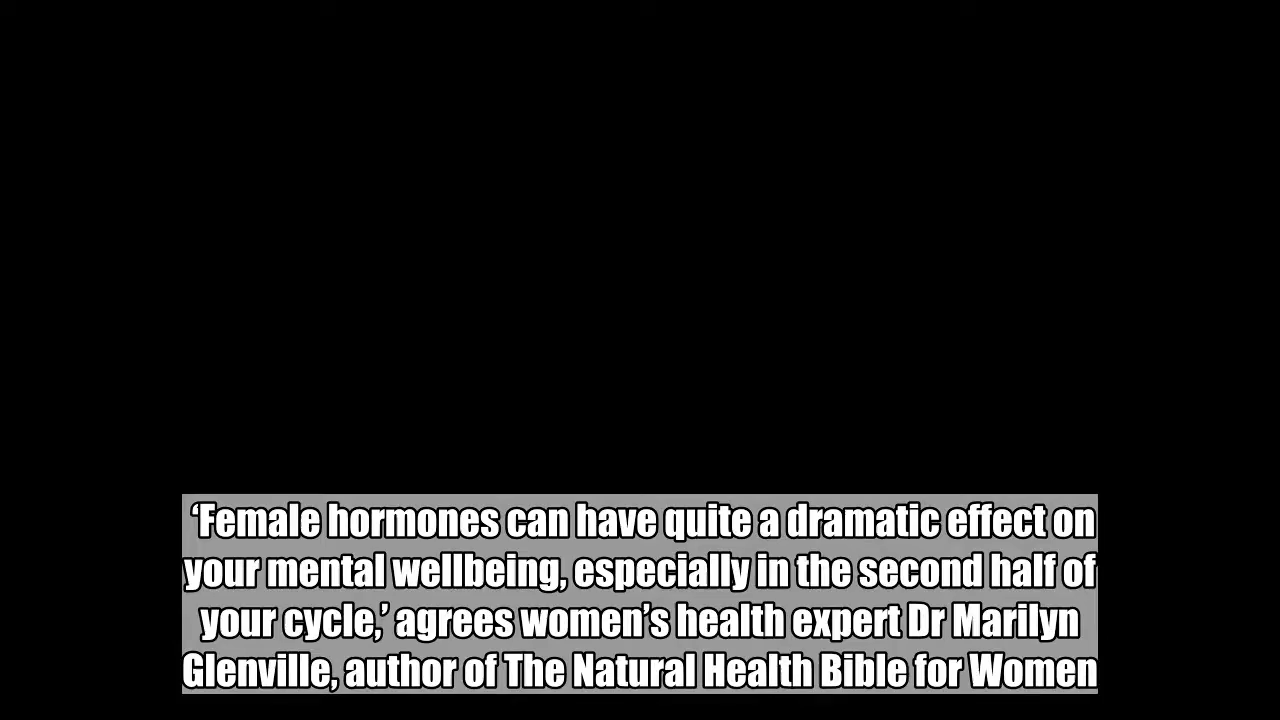 ‘Female hormones can have quite a dramatic effect on
your mental wellbeing, especially in the second half of
your cycle,’ agrees women’s health expert Dr Marilyn
Glenville, author of The Natural Health Bible for Women